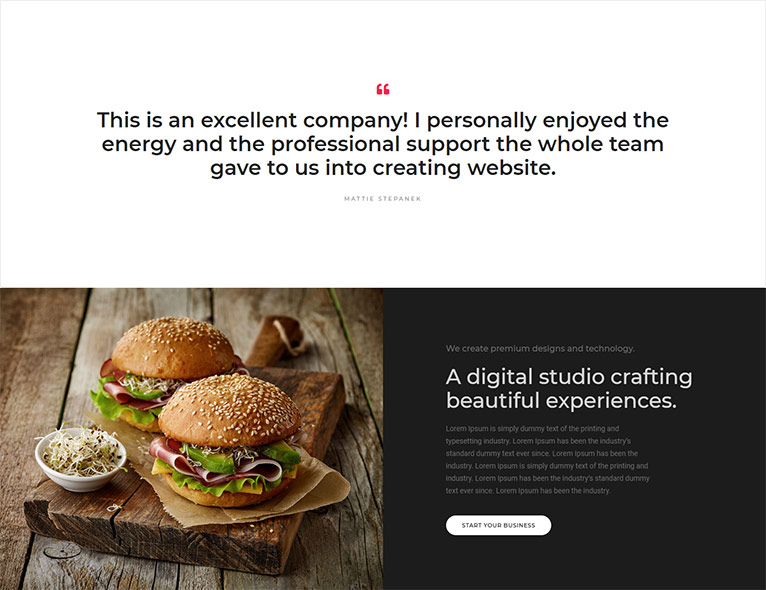 “
This is an excellent company! I personally enjoyed the
energy and the professional support the whole team
gave to us into creating website.
MATTIE STEPANEK
We create premium designs and technology.
A digital studio crafting
beautiful experiences.
Lorem Ipsum is simply dummy text of the printing and
typesetting industry. Lorem Ipsum has been the industry's
standard dummy text ever since. Lorem Ipsum has been the
industry. Lorem Ipsum is simply dummy text of the printing and
Lorem Ipsum has been the industry's standard dummy
text ever since: Lorem Ipsum has been the industry.
START YOUR BUSINESS